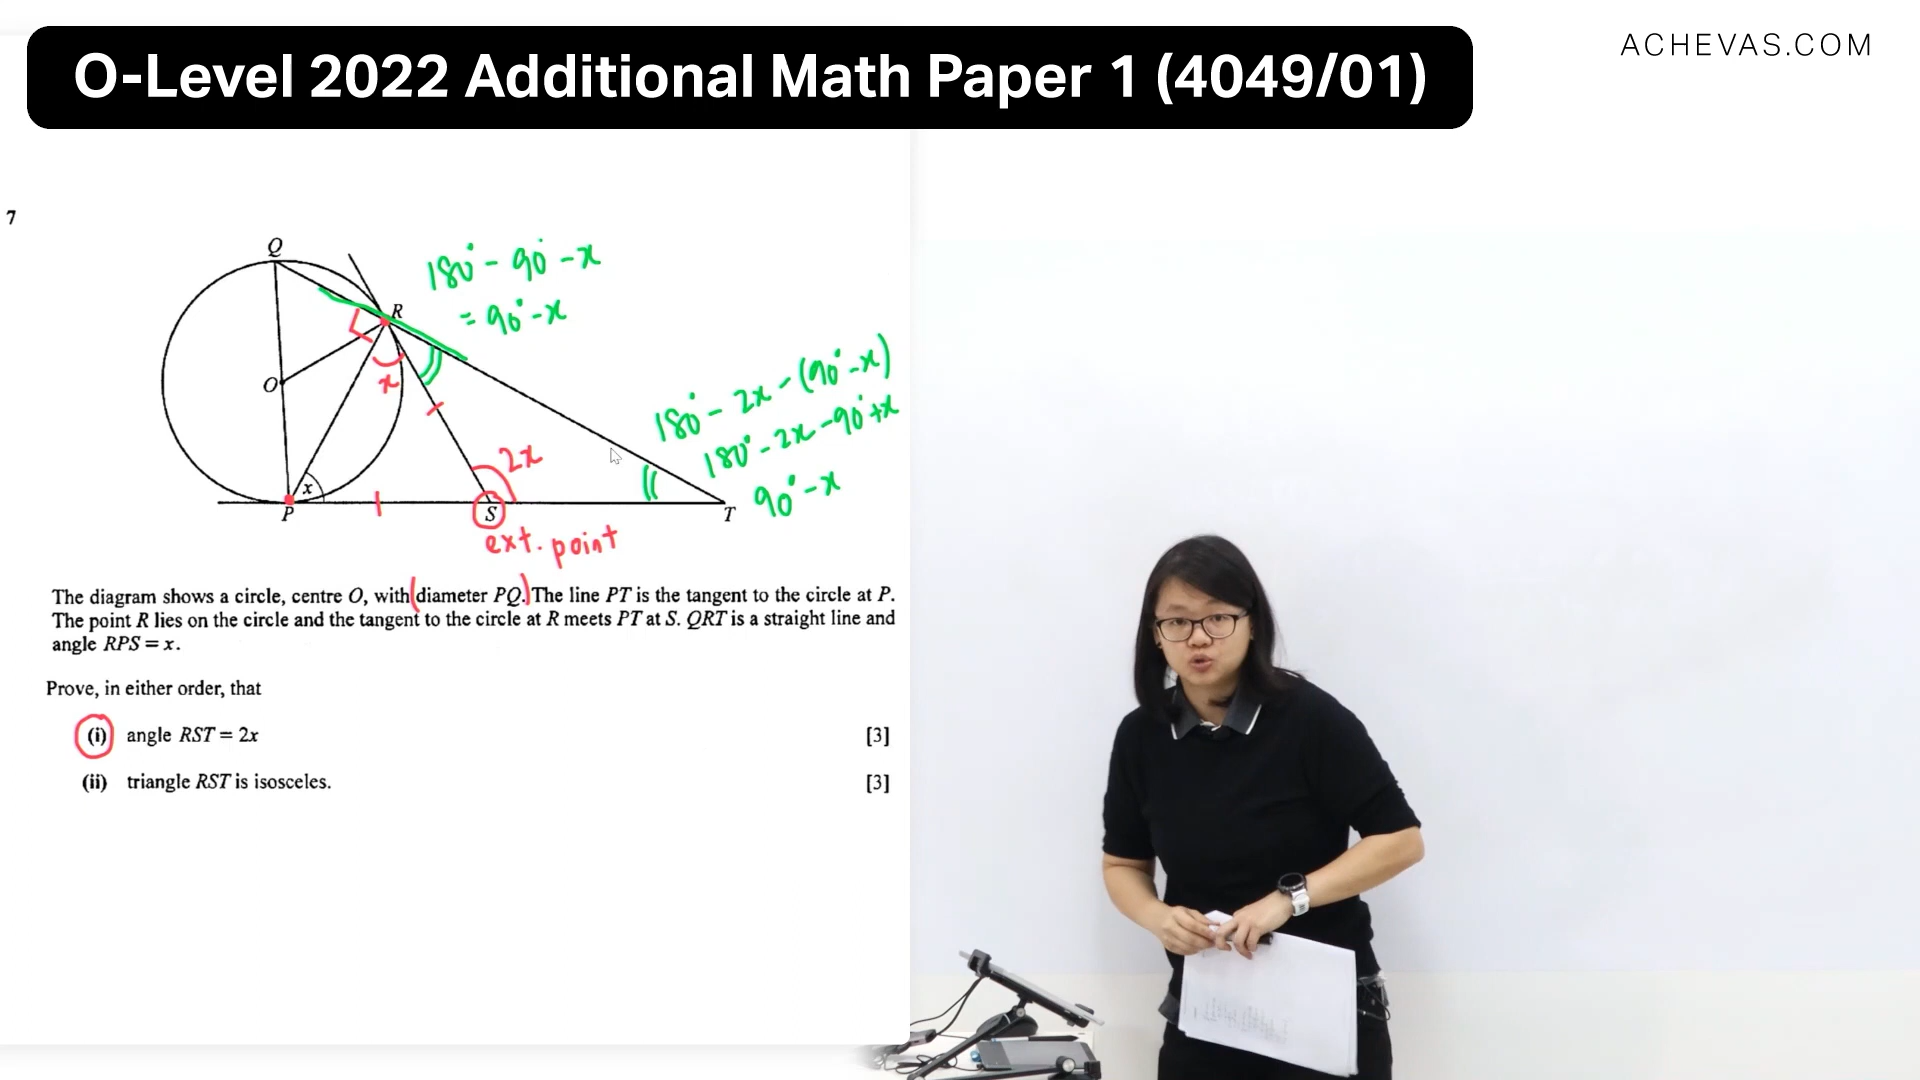 O-Level 2022 Additional Math Paper 1 (4049/01)
ACHEVAS.COM
7
Q
180° - 90° - x
= 90° - x
R
O
x
180° - 2x - (90° - x)
180° - 2x - 90° + x
90° - x
2x
x
P
S
T
ext. point
The diagram shows a circle, centre O, with (diameter PQ.) The line PT is the tangent to the circle at P.
The point R lies on the circle and the tangent to the circle at R meets PT at S. QRT is a straight line and
angle RPS = x.
Prove, in either order, that
(i) angle RST = 2x [3]
(ii) triangle RST is isosceles. [3]